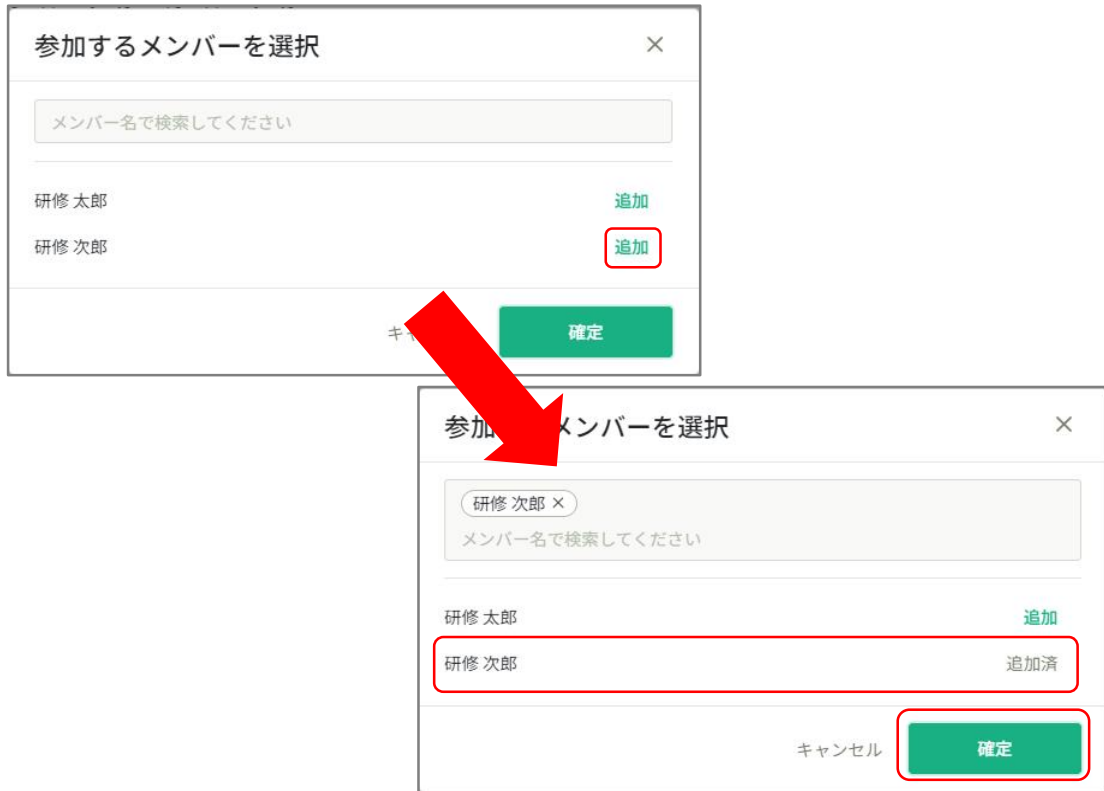 参加するメンバーを選択
メンバー名で検索してください
研修 太郎 追加
研修 次郎 追加
キ
確定
参加 メンバーを選択
研修 次郎 ×
メンバー名で検索してください
研修 太郎 追加
研修 次郎 追加済
キャンセル 確定